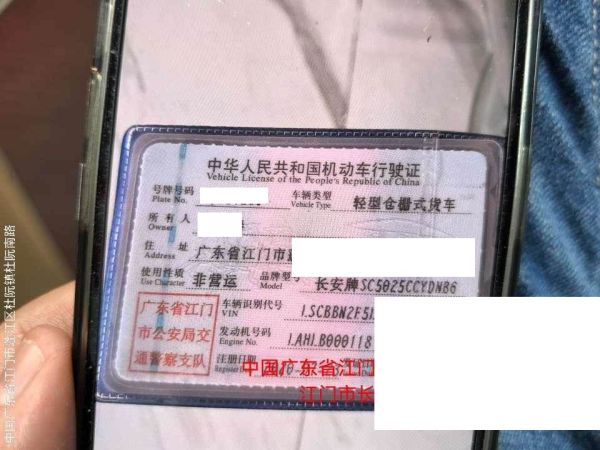 中华人民共和国机动车行驶证
Vehicle License of the People's Republic of China
号牌号码
Plate No.
车辆类型
Vehicle Type
轻型仓栅式货车
所有人
Owner
住址
Address
广东省江门市
使用性质
Use Character
非营运
品牌型号
Model
长安牌SC5025CCYDNB6
广东省江门
市公安局交
通警察支队
车辆识别代号
VIN
LSCBBN2F5
发动机号码
Engine No.
LAH1.B000118
注册日期
中国广东省江门
江门市长
中国广东省江门市蓬江区杜阮镇杜阮南路